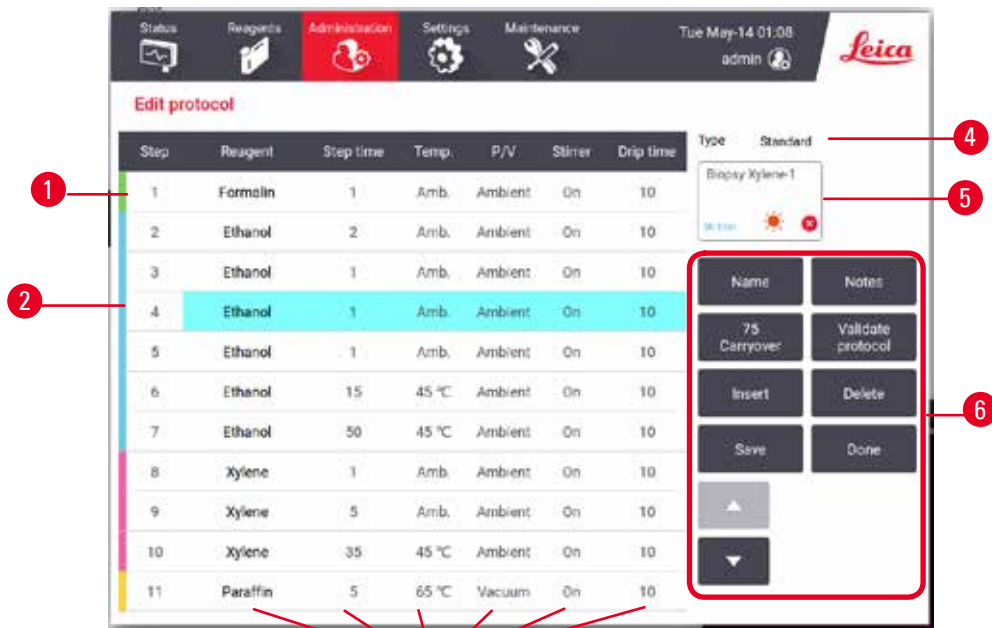 Status Reagents Administration Settings Maintenance Tue May-14 01:08
admin
Leica
Edit protocol
Step Reagent Step time Temp. P/V Stirrer Drip time
Type Standard
4
Biopsy Xylene-1
5
1
1 Formalin 1 Amb. Ambient On 10
2 Ethanol 2 Amb. Ambient On 10
3 Ethanol 1 Amb. Ambient On 10
2
4 Ethanol 1 Amb. Ambient On 10
5 Ethanol 1 Amb. Ambient On 10
6 Ethanol 15 45 °C Ambient On 10
7 Ethanol 50 45 °C Ambient On 10
8 Xylene 1 Amb. Ambient On 10
9 Xylene 5 Amb. Ambient On 10
10 Xylene 35 45 °C Ambient On 10
11 Paraffin 5 65 °C Vacuum On 10
Name Notes
75
Carryover
Validate
protocol
Insert Delete
6
Save Done